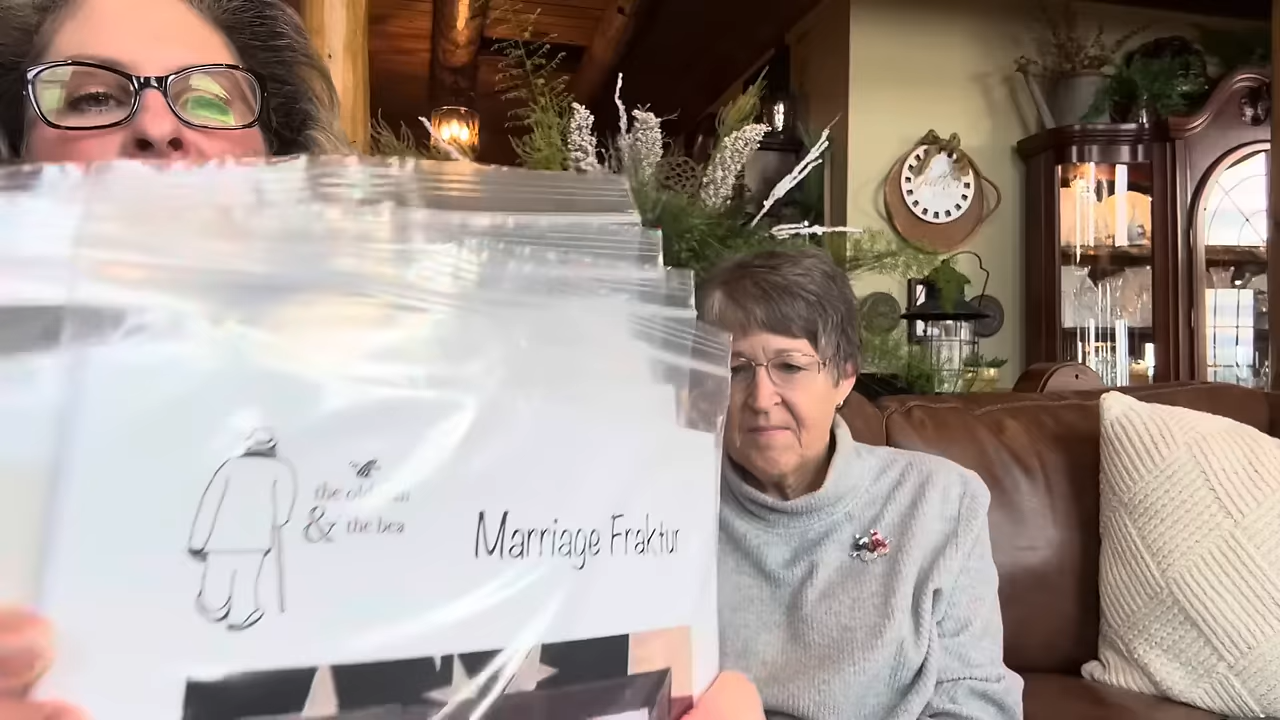 the old
& the bea
Marriage Fraktur